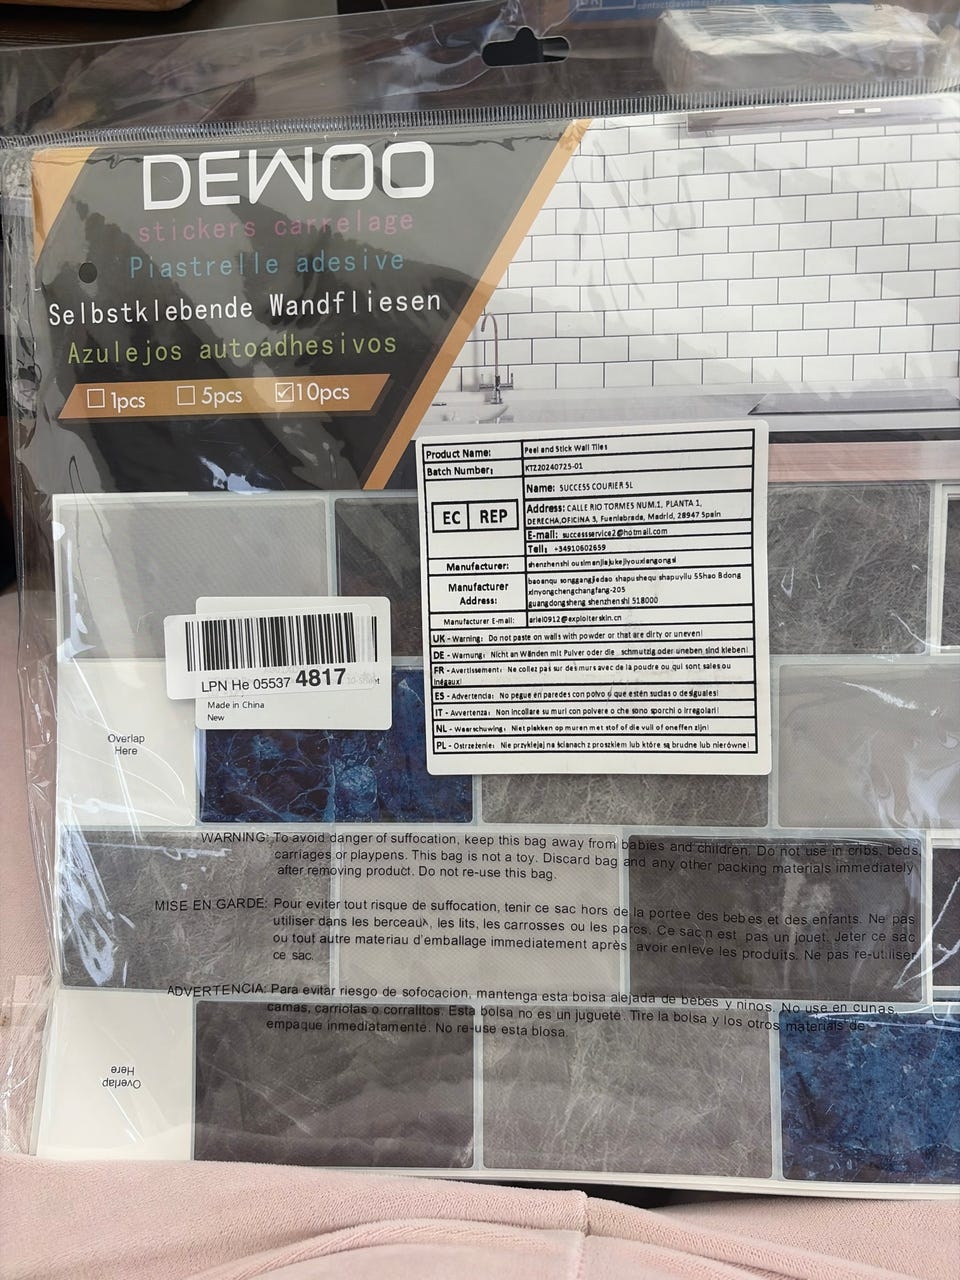 DEWOO
stickers carrelage
Piastrelle adesive
Selbstklebende Wandfliesen
Azulejos autoadhesivos
1pcs 5pcs 10pcs
Product Name: Peel and Stick Wall Tiles
Batch Number: KTZ20240725-01
EC REP
Name: SUCCESS COURIER SL
Address: CALLE RIO TORMES NUM.1, PLANTA 1,
DERECHA,OFICINA 3, Fuenlabrada, Madrid, 28947 Spain
E-mail: successservice2@hotmail.com
Tell: +34910602659
Manufacturer: shenzhenshi ousimanjiajukejiyouxiangongsi
Manufacturer Address:
baoanqu songgangjiedao shapushequ shapuyilu 55hao Bdong
xinyongchengchangfang-205
guangdongsheng shenzhenshi 518000
Manufacturer E-mail: ariel0912@exploiterskin.cn
UK - Warning: Do not paste on walls with powder or that are dirty or uneven!
DE - Warnung: Nicht an Wänden mit Pulver oder die schmutzig oder uneben sind kleben!
FR - Avertissement: Ne collez pas sur des murs avec de la poudre ou qui sont sales ou
inégaux!
ES - Advertencia: No pegue en paredes con polvo o que estén sucias o desiguales!
IT - Avvertenza: Non incollare su muri con polvere o che sono sporchi o irregolari!
NL - Waarschuwing: Niet plakken op muren met stof of die vuil of oneffen zijn!
PL - Ostrzeżenie: Nie przyklejaj na ścianach z proszkiem lub które są brudne lub nierówne!
LPN He 05537 4817
Made in China
New
Overlap
Here
WARNING: To avoid danger of suffocation, keep this bag away from babies and children. Do not use in cribs, beds,
carriages or playpens. This bag is not a toy. Discard bag and any other packing materials immediately
after removing product. Do not re-use this bag.
MISE EN GARDE: Pour eviter tout risque de suffocation, tenir ce sac hors de la portee des bebes et des enfants. Ne pas
utiliser dans les berceaux, les lits, les carrosses ou les parcs. Ce sac n est pas un jouet. Jeter ce sac
ou tout autre materiau d'emballage immediatement après avoir enleve les produits. Ne pas re-utiliser
ce sac.
ADVERTENCIA: Para evitar riesgo de sofocacion, mantenga esta bolsa alejada de bebes y ninos. No use en cunas,
camas, carriolas o corralitos. Esta bolsa no es un juguete. Tire la bolsa y los otros materials de
empaque inmediatamente. No re-use esta blosa.
Overlap
Here